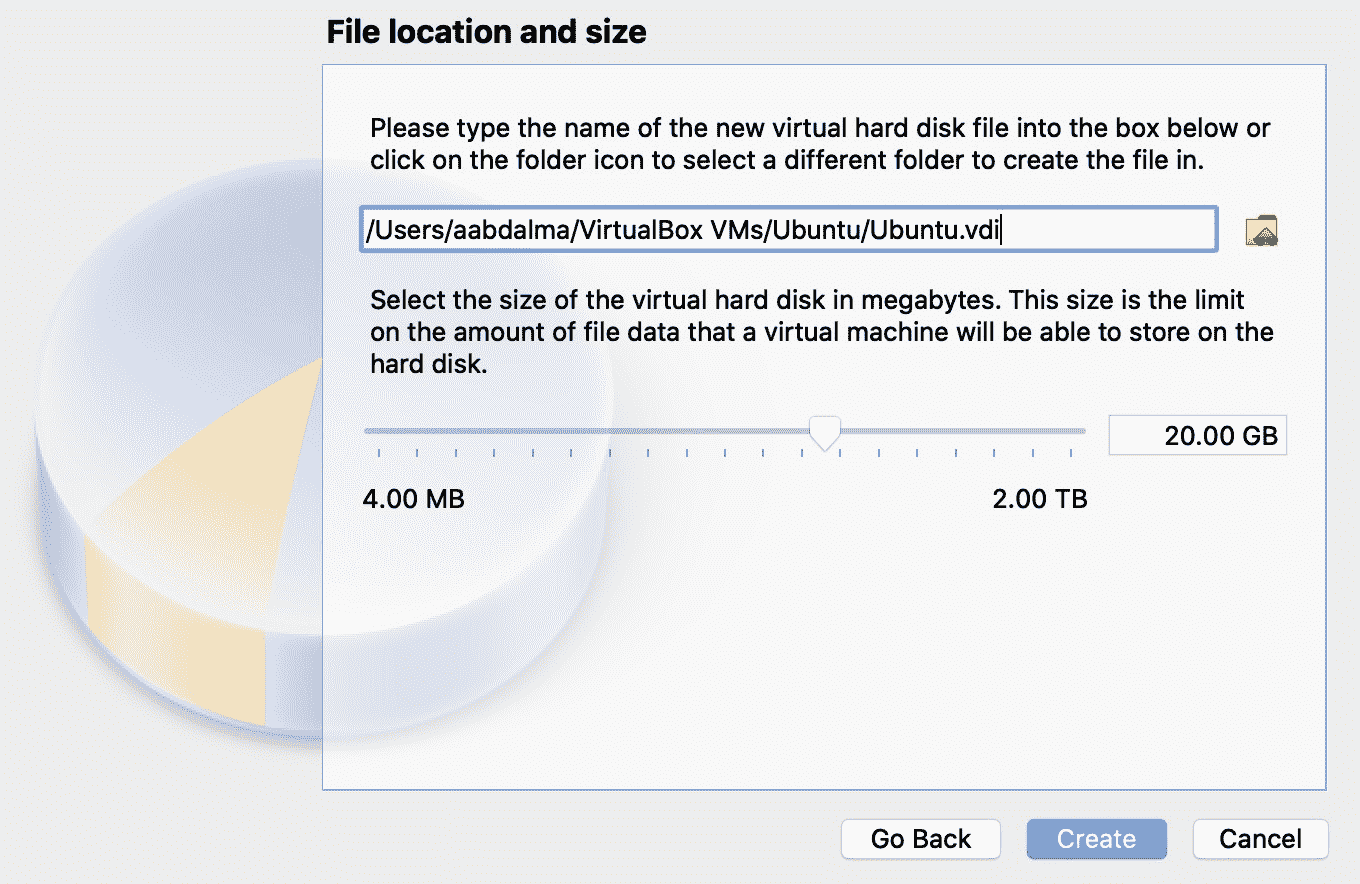 File location and size
Please type the name of the new virtual hard disk file into the box below or
click on the folder icon to select a different folder to create the file in.
/Users/aabdalma/VirtualBox VMs/Ubuntu/Ubuntu.vdi
Select the size of the virtual hard disk in megabytes. This size is the limit
on the amount of file data that a virtual machine will be able to store on the
hard disk.
20.00 GB
4.00 MB 2.00 TB
Go Back Create Cancel